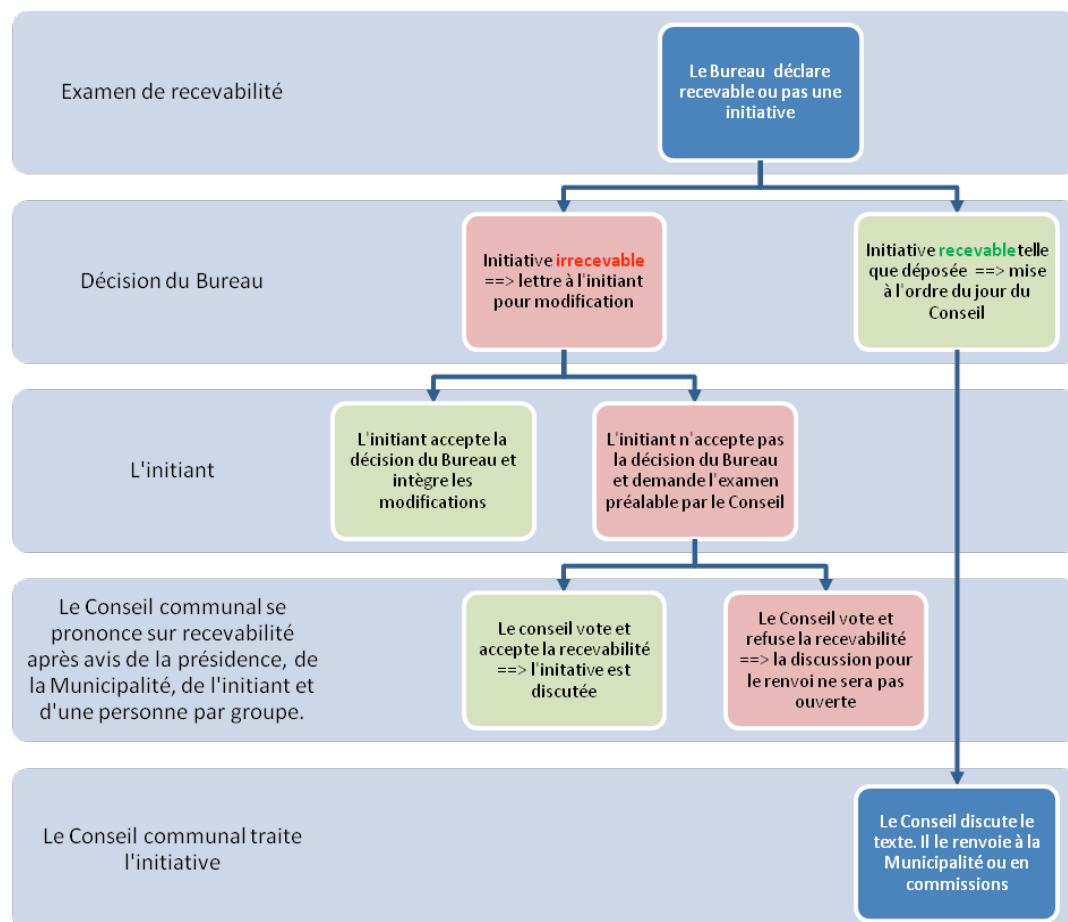 Examen de recevabilité
Le Bureau déclare
recevable ou pas une
initiative
Décision du Bureau
Initiative irrecevable
==> lettre à l'initiant
pour modification
Initiative recevable telle
que déposée ==> mise
à l'ordre du jour du
Conseil
L'initiant
L'initiant accepte la
décision du Bureau et
intègre les
modifications
L'initiant n'accepte pas
la décision du Bureau
et demande l'examen
préalable par le Conseil
Le Conseil communal se
prononce sur recevabilité
après avis de la présidence, de
la Municipalité, de l'initiant et
d'une personne par groupe.
Le conseil vote et
accepte la recevabilité
==> l'initative est
discutée
Le Conseil vote et
refuse la recevabilité
==> la discussion pour
le renvoi ne sera pas
ouverte
Le Conseil communal traite
l'initiative
Le Conseil discute le
texte. Il le renvoie à la
Municipalité ou en
commissions